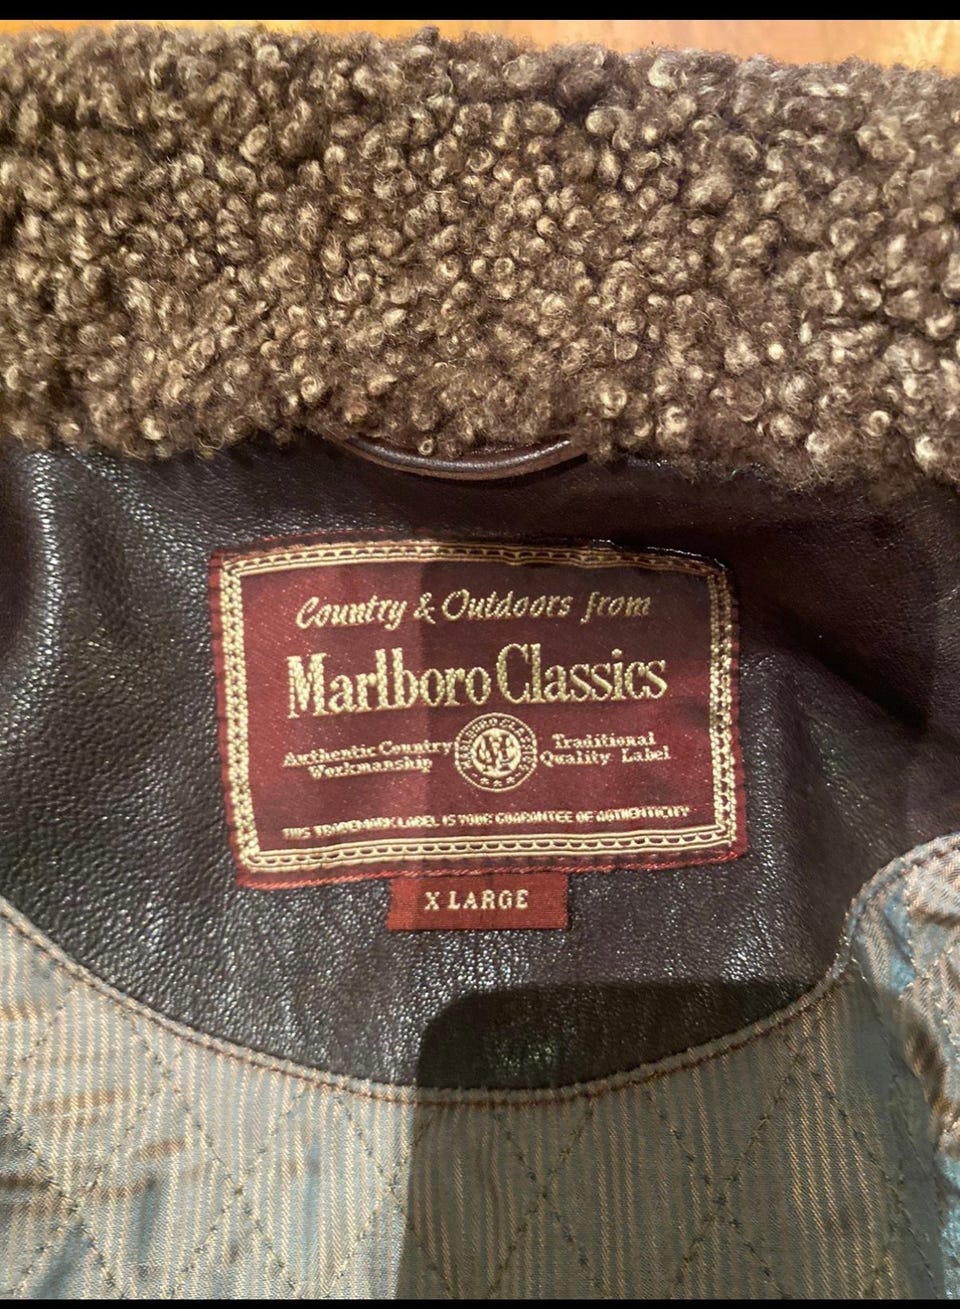 Country & Outdoors from
Marlboro Classics
Authentic Country
Workmanship
Traditional
Quality Label
THIS TRADEMARK LABEL IS YOUR GUARANTEE OF AUTHENTICITY
X LARGE